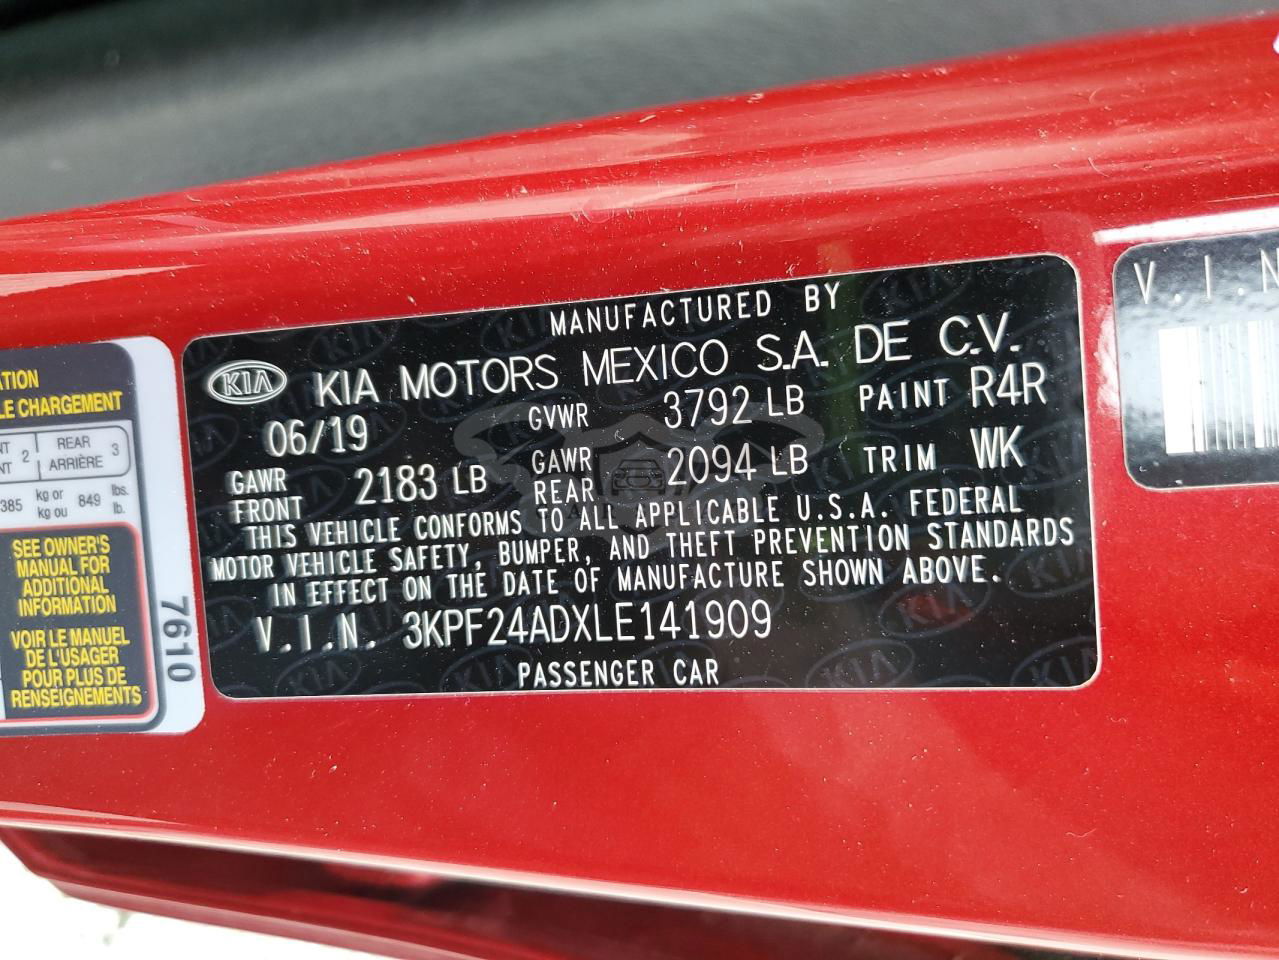 MANUFACTURED BY
KIA KIA MOTORS MEXICO S.A. DE C.V.
06/19 GVWR 3792 LB PAINT R4R
GAWR FRONT 2183 LB GAWR REAR 2094 LB TRIM WK
THIS VEHICLE CONFORMS TO ALL APPLICABLE U.S.A. FEDERAL
MOTOR VEHICLE SAFETY, BUMPER, AND THEFT PREVENTION STANDARDS
IN EFFECT ON THE DATE OF MANUFACTURE SHOWN ABOVE.
V.I.N. 3KPF24ADXLE141909
PASSENGER CAR
LE CHARGEMENT
2 REAR 3
ARRIÈRE
385 kg or 849 lbs.
kg ou lb.
SEE OWNER'S
MANUAL FOR
ADDITIONAL
INFORMATION
VOIR LE MANUEL
DE L'USAGER
POUR PLUS DE
RENSEIGNEMENTS
7610
V.I.N